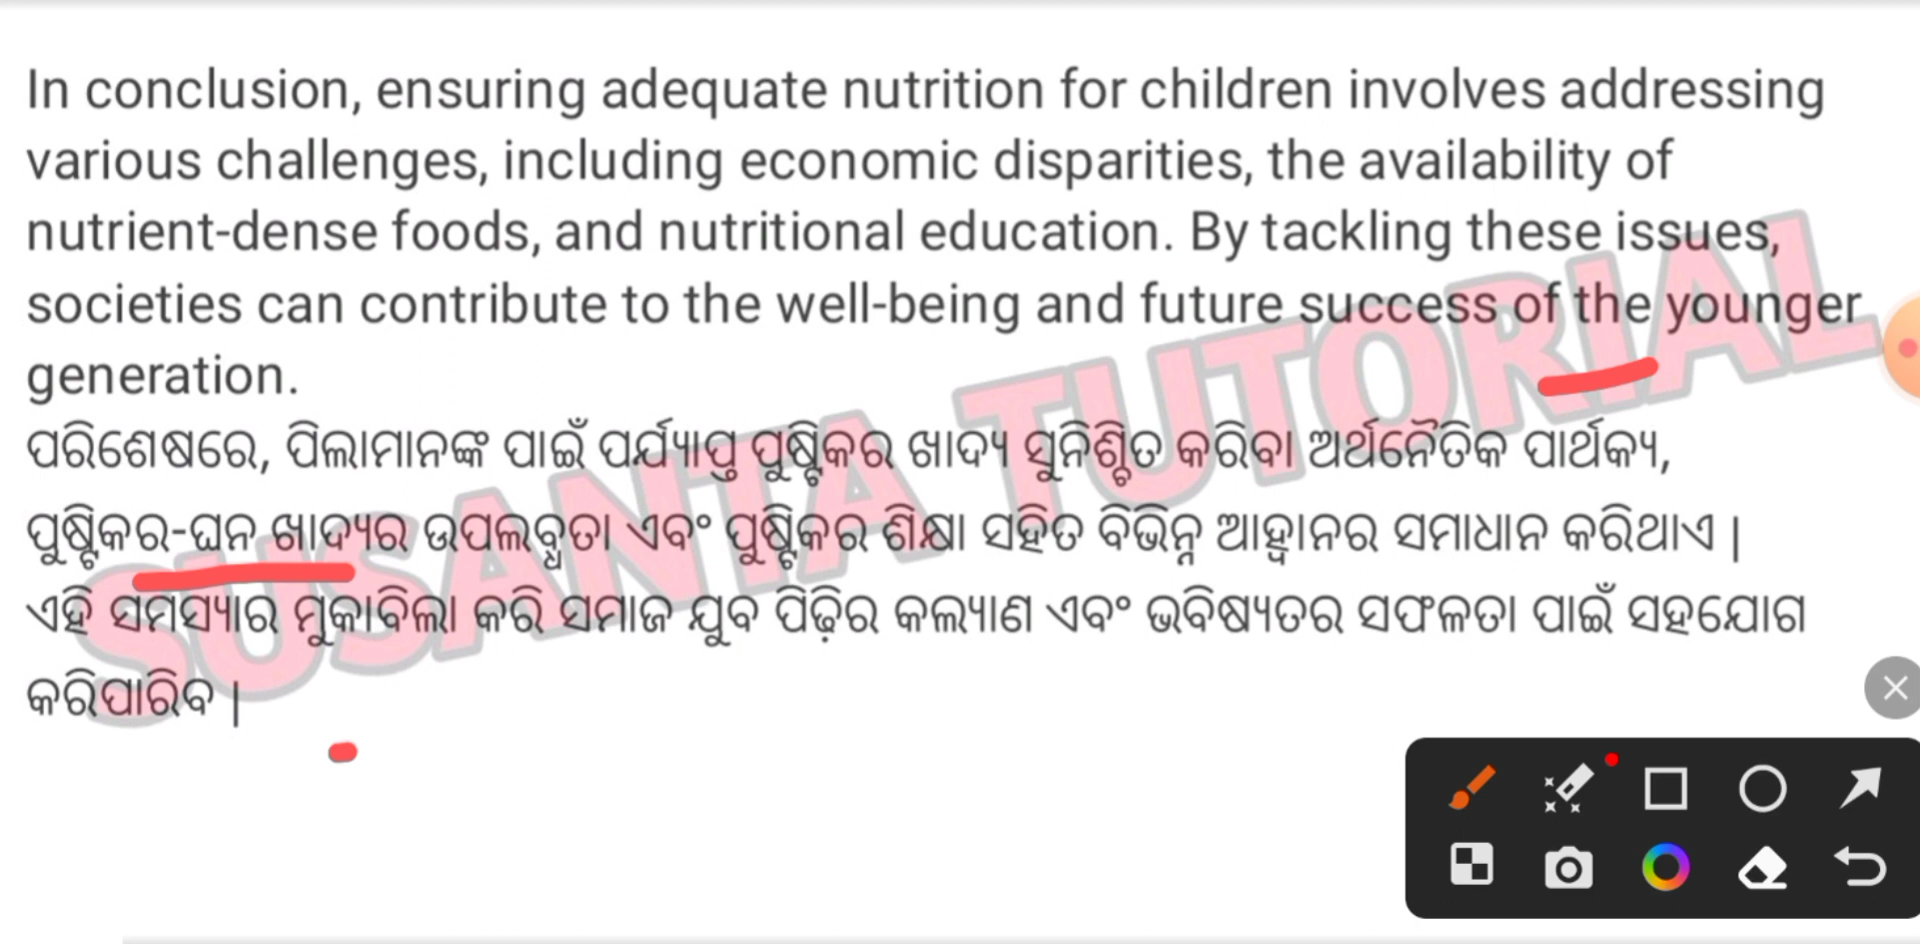 In conclusion, ensuring adequate nutrition for children involves addressing
various challenges, including economic disparities, the availability of
nutrient-dense foods, and nutritional education. By tackling these issues,
societies can contribute to the well-being and future success of the younger
generation.
ପରିଶେଷରେ, ପିଲାମାନଙ୍କ ପାଇଁ ପର୍ଯ୍ୟାପ୍ତ ପୁଷ୍ଟିକର ଖାଦ୍ୟ ସୁନିଶ୍ଚିତ କରିବା ଅର୍ଥନୈତିକ ପାର୍ଥକ୍ୟ,
ପୁଷ୍ଟିକର-ଘନ ଖାଦ୍ୟର ଉପଲବ୍ଧତା ଏବଂ ପୁଷ୍ଟିକର ଶିକ୍ଷା ସହିତ ବିଭିନ୍ନ ଆହ୍ୱାନର ସମାଧାନ କରିଥାଏ |
ଏହି ସମସ୍ୟାର ମୁକାବିଲା କରି ସମାଜ ଯୁବ ପିଢ଼ିର କଲ୍ୟାଣ ଏବଂ ଭବିଷ୍ୟତର ସଫଳତା ପାଇଁ ସହଯୋଗ
କରିପାରିବ |
SUSANTA TUTORIAL